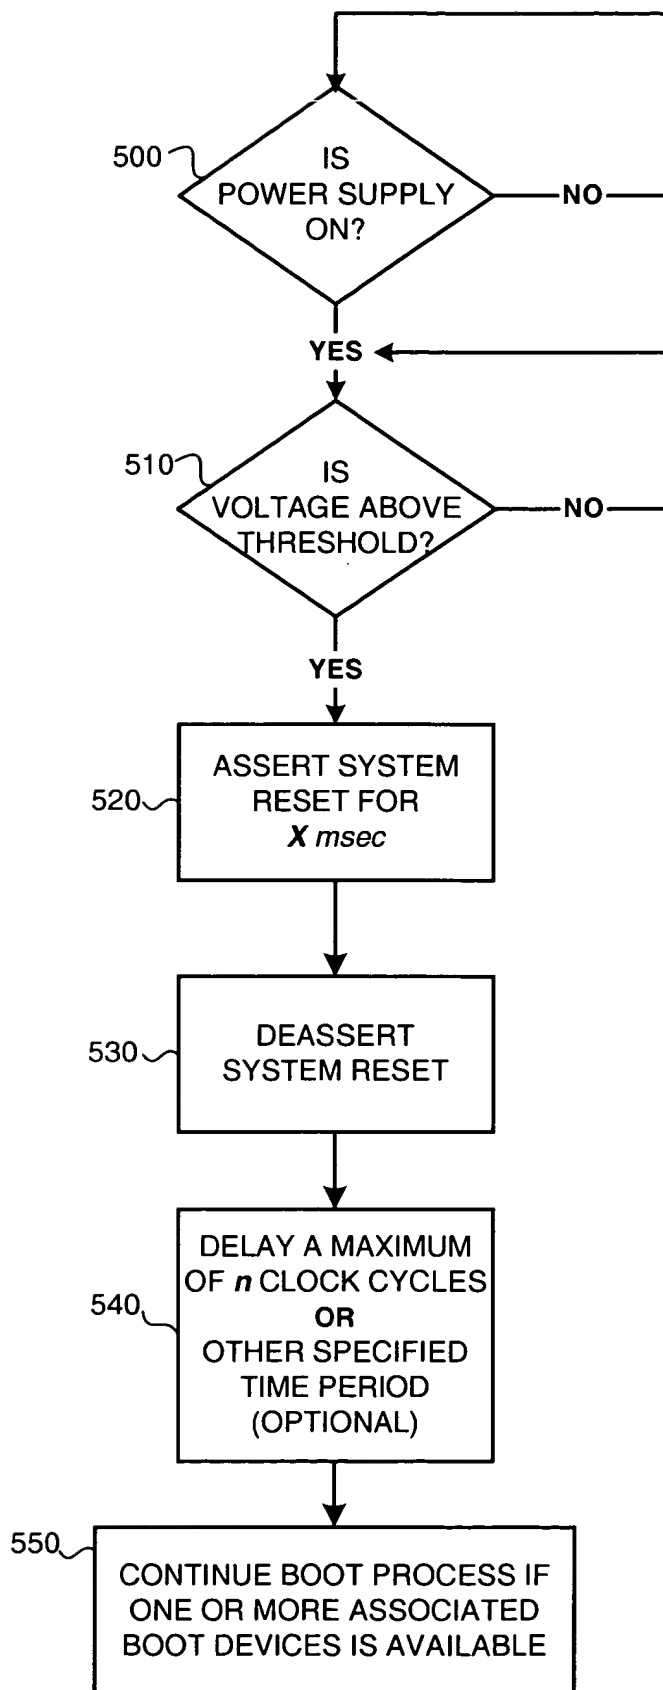 500
IS
POWER SUPPLY
ON?
NO
YES
510
IS
VOLTAGE ABOVE
THRESHOLD?
NO
YES
520
ASSERT SYSTEM
RESET FOR
X msec
530
DEASSERT
SYSTEM RESET
540
DELAY A MAXIMUM
OF n CLOCK CYCLES
OR
OTHER SPECIFIED
TIME PERIOD
(OPTIONAL)
550
CONTINUE BOOT PROCESS IF
ONE OR MORE ASSOCIATED
BOOT DEVICES IS AVAILABLE